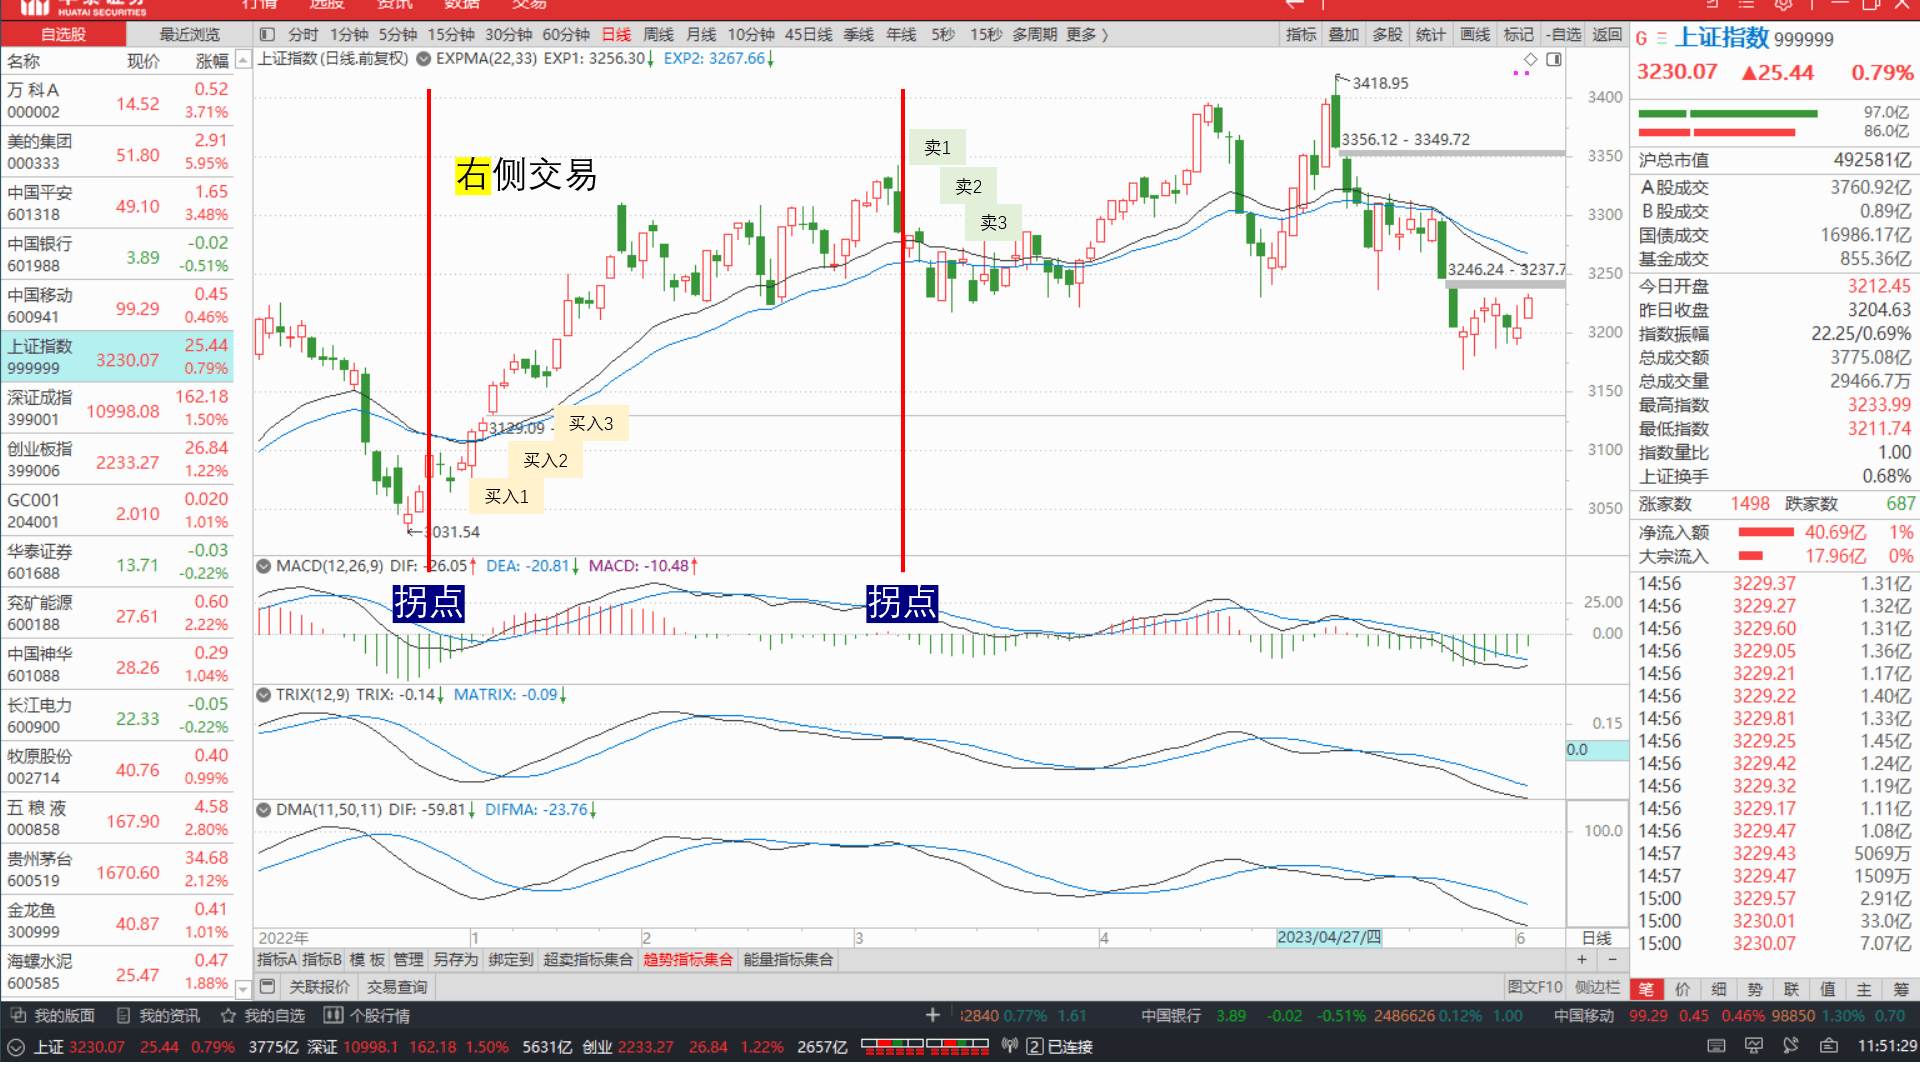 HUATAI SECURITIES
行情 选股 资讯 数据 交易
自选股 最近浏览
名称 现价 涨幅
万 科A 000002 14.52 0.52 3.71%
美的集团 000333 51.80 2.91 5.95%
中国平安 601318 49.10 1.65 3.48%
中国银行 601988 3.89 -0.02 -0.51%
中国移动 600941 99.29 0.45 0.46%
上证指数 999999 3230.07 25.44 0.79%
深证成指 399001 10998.08 162.18 1.50%
创业板指 399006 2233.27 26.84 1.22%
GC001 204001 2.010 0.020 1.01%
华泰证券 601688 13.71 -0.03 -0.22%
兖矿能源 600188 27.61 0.60 2.22%
中国神华 601088 28.26 0.29 1.04%
长江电力 600900 22.33 -0.05 -0.22%
牧原股份 002714 40.76 0.40 0.99%
五 粮 液 000858 167.90 4.58 2.80%
贵州茅台 600519 1670.60 34.68 2.12%
金龙鱼 300999 40.87 0.41 1.01%
海螺水泥 600585 25.47 0.47 1.88%
分时 1分钟 5分钟 15分钟 30分钟 60分钟 日线 周线 月线 10分钟 45日线 季线 年线 5秒 15秒 多周期 更多 〉
指标 叠加 多股 统计 画线 标记 -自选 返回
上证指数(日线.前复权) EXPMA(22,33) EXP1: 3256.30↓ EXP2: 3267.66↓
右侧交易
卖1
卖2
卖3
买入3
买入2
买入1
3129.09 -
←3031.54
3418.95
3356.12 - 3349.72
3246.24 - 3237.7
3400
3350
3300
3250
3200
3150
3100
3050
MACD(12,26,9) DIF: -26.05↑ DEA: -20.81↓ MACD: -10.48↑
拐点
拐点
25.00
0.00
TRIX(12,9) TRIX: -0.14↓ MATRIX: -0.09↓
0.15
0.0
DMA(11,50,11) DIF: -59.81↓ DIFMA: -23.76↓
100.0
2022年 1 2 3 4 2023/04/27/四 6 日线
指标A 指标B 模 板 管理 另存为 绑定到 超卖指标集合 趋势指标集合 能量指标集合 + -
关联报价 交易查询 图文F10 侧边栏
G 上证指数 999999
3230.07 ▲25.44 0.79%
97.0亿
86.0亿
沪总市值 492581亿
A股成交 3760.92亿
B股成交 0.89亿
国债成交 16986.17亿
基金成交 855.36亿
今日开盘 3212.45
昨日收盘 3204.63
指数振幅 22.25/0.69%
总成交额 3775.08亿
总成交量 29466.7万
最高指数 3233.99
最低指数 3211.74
指数量比 1.00
上证换手 0.68%
涨家数 1498 跌家数 687
净流入额 40.69亿 1%
大宗流入 17.96亿 0%
14:56 3229.37 1.31亿
14:56 3229.27 1.32亿
14:56 3229.60 1.31亿
14:56 3229.05 1.36亿
14:56 3229.21 1.17亿
14:56 3229.22 1.40亿
14:56 3229.81 1.33亿
14:56 3229.25 1.45亿
14:56 3229.42 1.24亿
14:56 3229.32 1.19亿
14:56 3229.17 1.11亿
14:56 3229.47 1.08亿
14:57 3229.43 5069万
14:57 3229.47 1509万
15:00 3229.57 2.91亿
15:00 3230.01 33.0亿
15:00 3230.07 7.07亿
笔 价 细 势 联 值 主 筹
我的版面 我的资讯 我的自选 个股行情
+ 32840 0.77% 1.61 中国银行 3.89 -0.02 -0.51% 2486626 0.12% 1.00 中国移动 99.29 0.45 0.46% 98850 1.30% 0.70
上证 3230.07 25.44 0.79% 3775亿 深证 10998.1 162.18 1.50% 5631亿 创业 2233.27 26.84 1.22% 2657亿 2 已连接 11:51:29